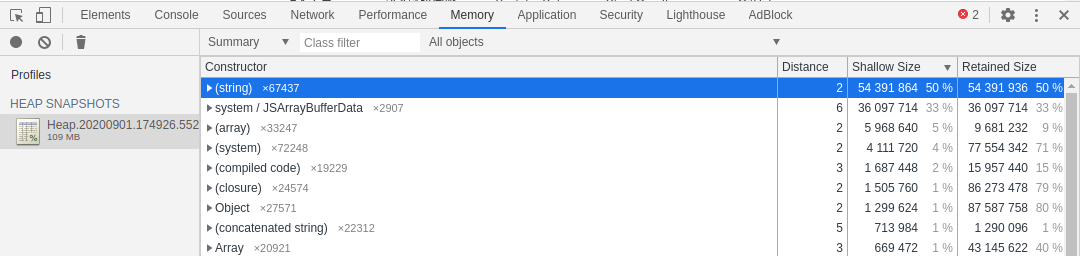 Elements Console Sources Network Performance Memory Application Security Lighthouse AdBlock 2
Summary Class filter All objects
Profiles
HEAP SNAPSHOTS
Heap.20200901.174926.552
109 MB
Constructor Distance Shallow Size Retained Size
(string) ×67437 2 54 391 864 50 % 54 391 936 50 %
system / JSArrayBufferData ×2907 6 36 097 714 33 % 36 097 714 33 %
(array) ×33247 2 5 968 640 5 % 9 681 232 9 %
(system) ×72248 2 4 111 720 4 % 77 554 342 71 %
(compiled code) ×19229 3 1 687 448 2 % 15 957 440 15 %
(closure) ×24574 2 1 505 760 1 % 86 273 478 79 %
Object ×27571 2 1 299 624 1 % 87 587 758 80 %
(concatenated string) ×22312 5 713 984 1 % 1 290 096 1 %
Array ×20921 3 669 472 1 % 43 145 622 40 %